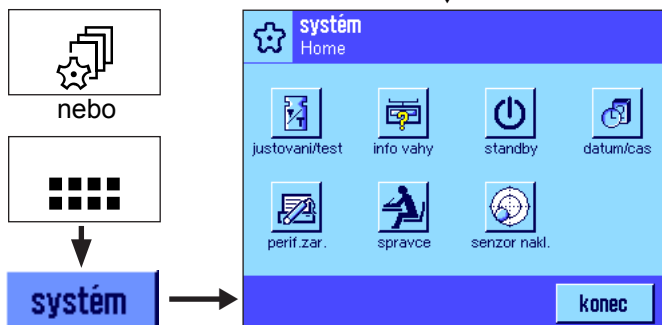 nebo
systém
systém
Home
justovani/test
info vahy
standby
datum/cas
perif.zar.
spravce
senzor nakl.
konec